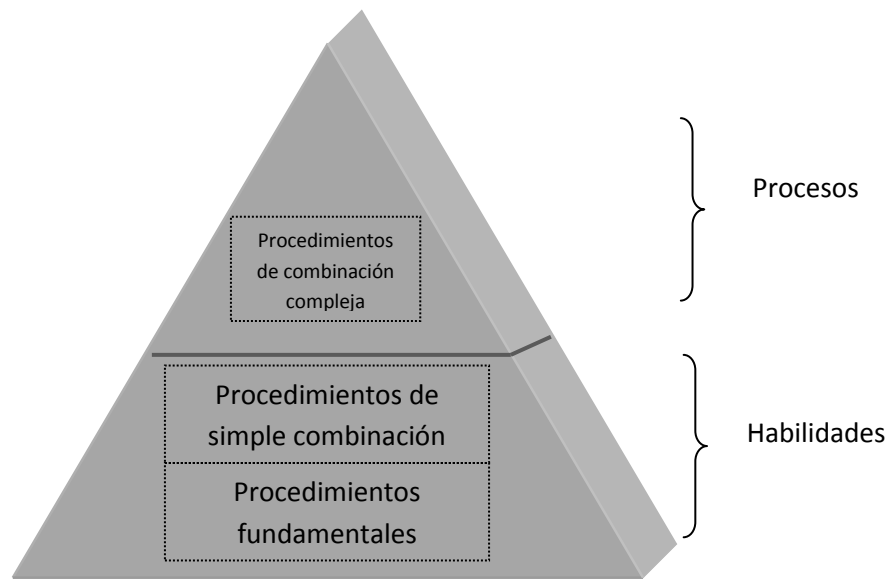 Procesos
Procedimientos
de combinación
compleja
Procedimientos de
simple combinación
Habilidades
Procedimientos
fundamentales